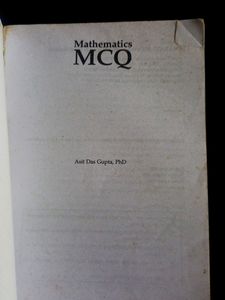 Mathematics
MCQ
Asit Das Gupta, PhD